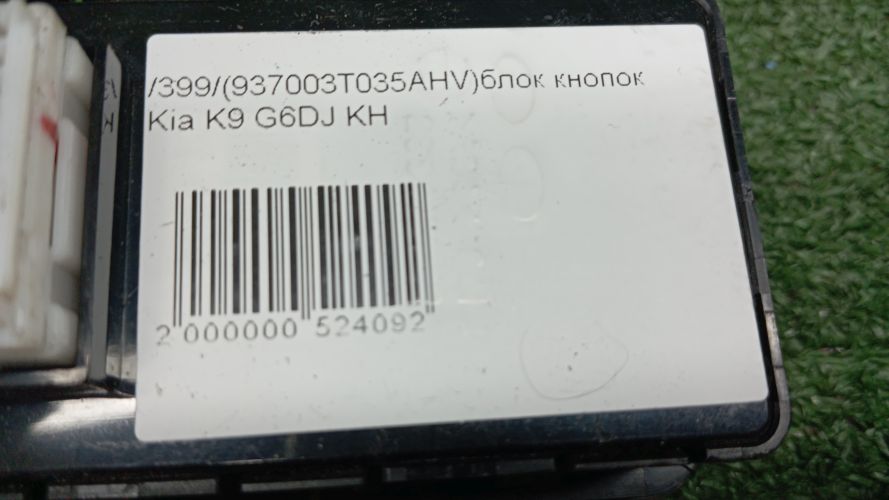 /399/(937003T035AHV)блок кнопок
Kia K9 G6DJ KH
2 000000 524092